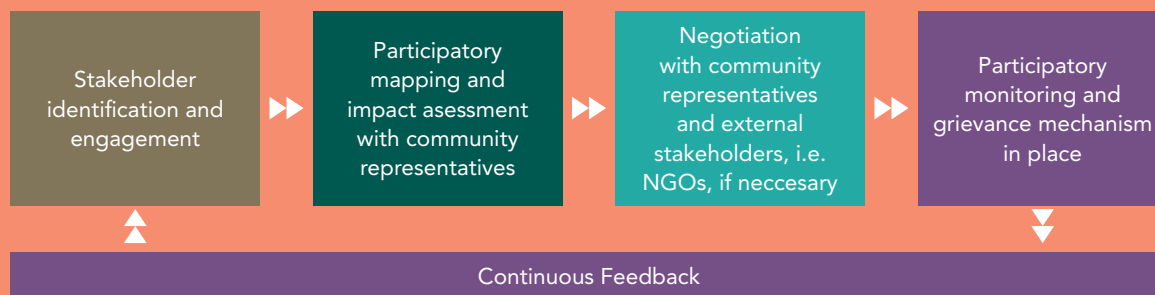 Stakeholder
identification and
engagement
Participatory
mapping and
impact asessment
with community
representatives
Negotiation
with community
representatives
and external
stakeholders, i.e.
NGOs, if neccesary
Participatory
monitoring and
grievance mechanism
in place
Continuous Feedback